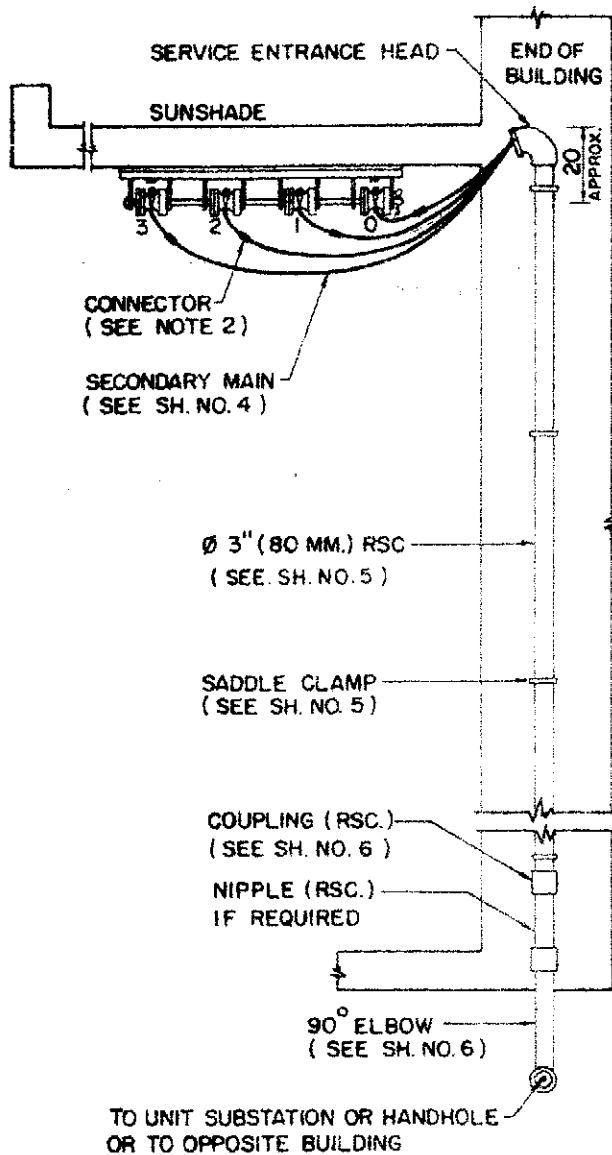 SERVICE ENTRANCE HEAD
END OF
BUILDING
SUNSHADE
20
APPROX.
3 2 1 0
CONNECTOR
( SEE NOTE 2 )
SECONDARY MAIN
( SEE SH. NO. 4 )
Ø 3" (80 MM.) RSC
( SEE. SH. NO. 5 )
SADDLE CLAMP
( SEE SH. NO. 5 )
COUPLING ( RSC.)
( SEE SH. NO. 6 )
NIPPLE ( RSC.)
IF REQUIRED
90° ELBOW
( SEE SH. NO. 6 )
TO UNIT SUBSTATION OR HANDHOLE
OR TO OPPOSITE BUILDING